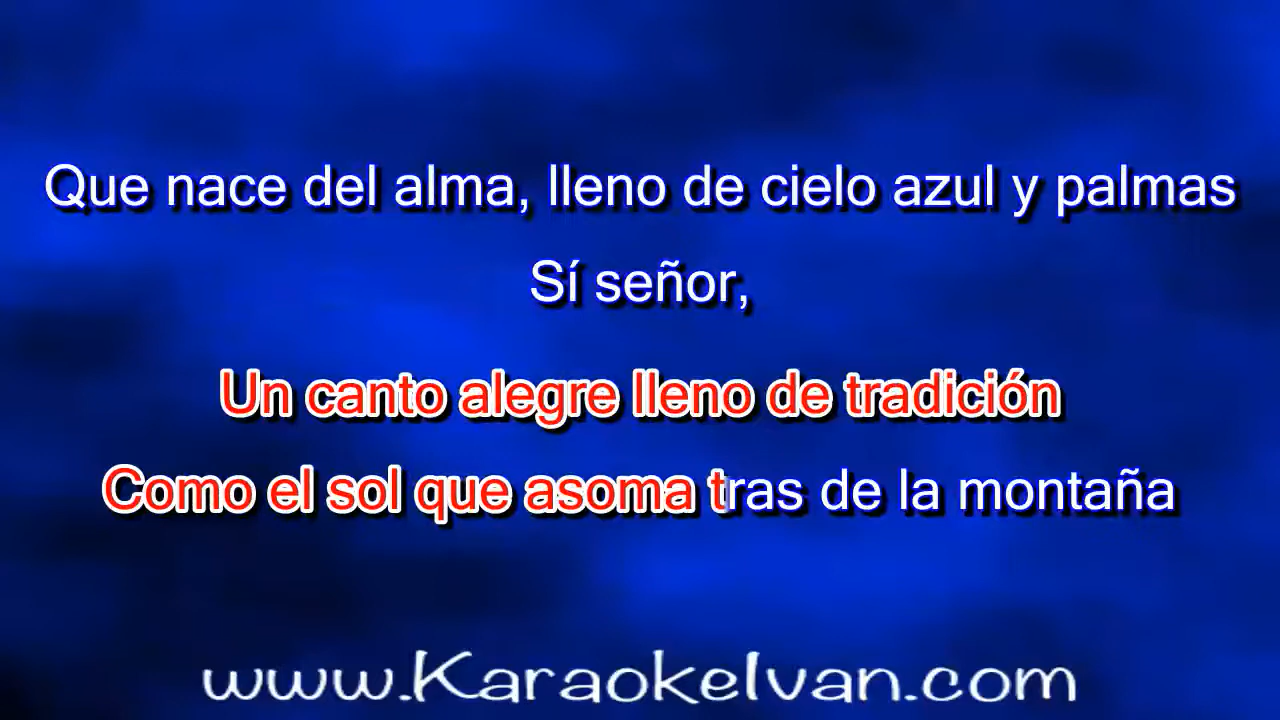 Que nace del alma, lleno de cielo azul y palmas
Sí señor,
Un canto alegre lleno de tradición
Como el sol que asoma tras de la montaña
www.KaraokeIvan.com